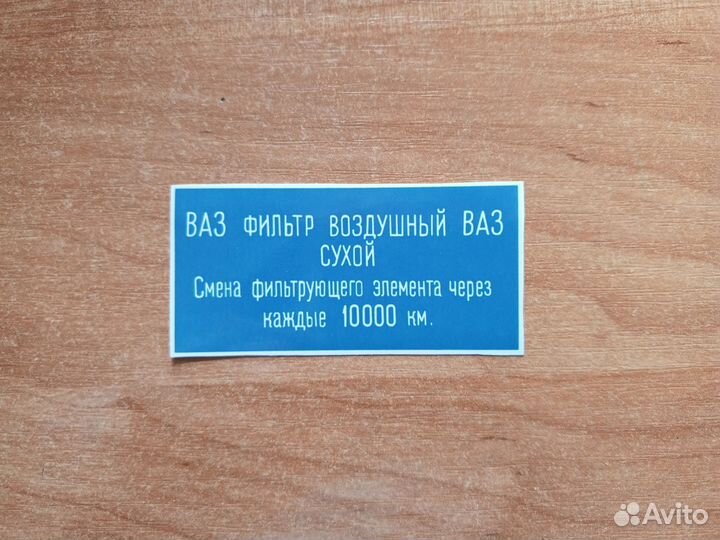 ВАЗ ФИЛЬТР ВОЗДУШНЫЙ ВАЗ
СУХОЙ
Смена фильтрующего элемента через
каждые 10000 км.
Avito